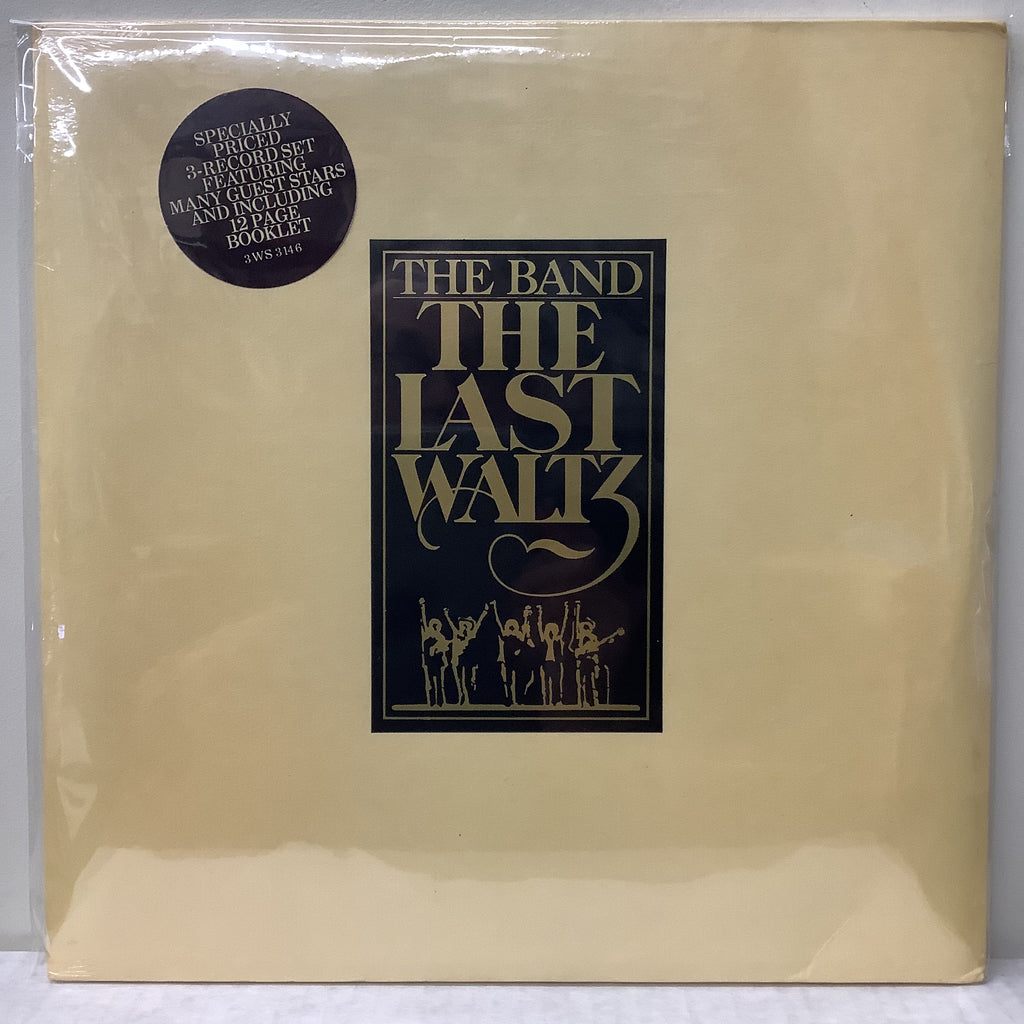 SPECIALLY
PRICED
3-RECORD SET
FEATURING
MANY GUEST STARS
AND INCLUDING
12 PAGE
BOOKLET
3WS 3146
THE BAND
THE
LAST
WALTZ